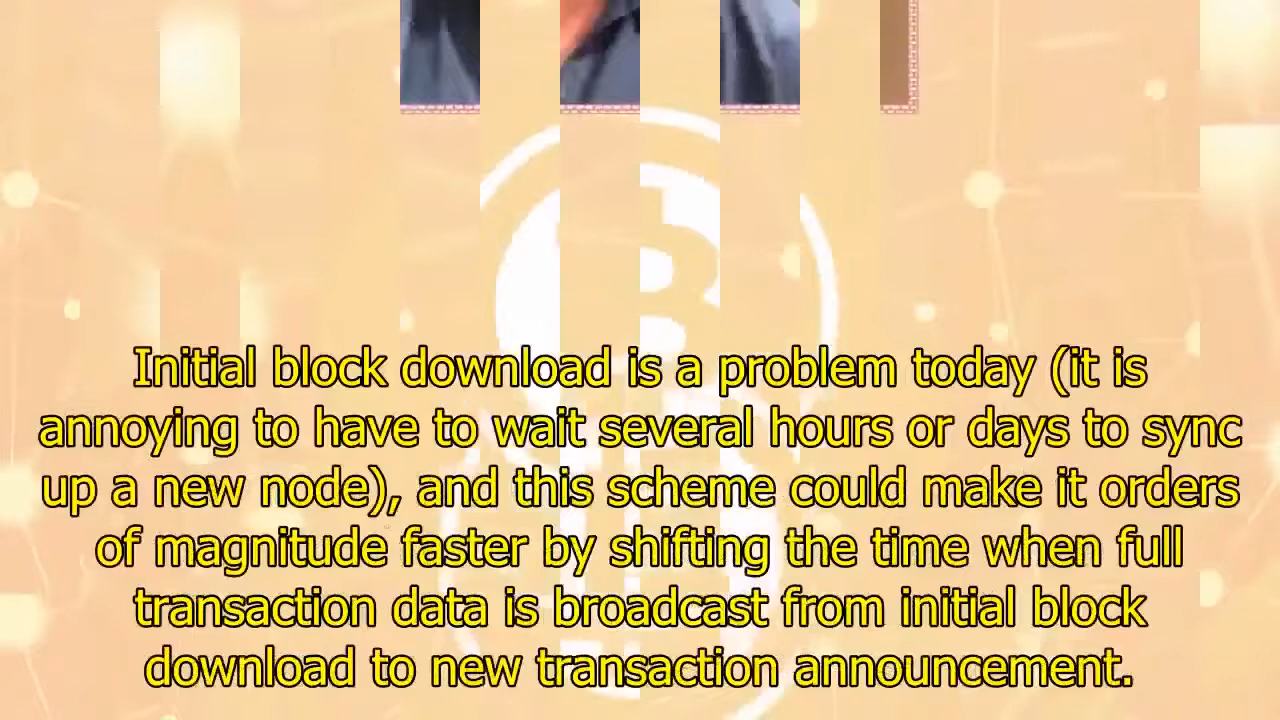 Initial block download is a problem today (it is
annoying to have to wait several hours or days to sync
up a new node), and this scheme could make it orders
of magnitude faster by shifting the time when full
transaction data is broadcast from initial block
download to new transaction announcement.